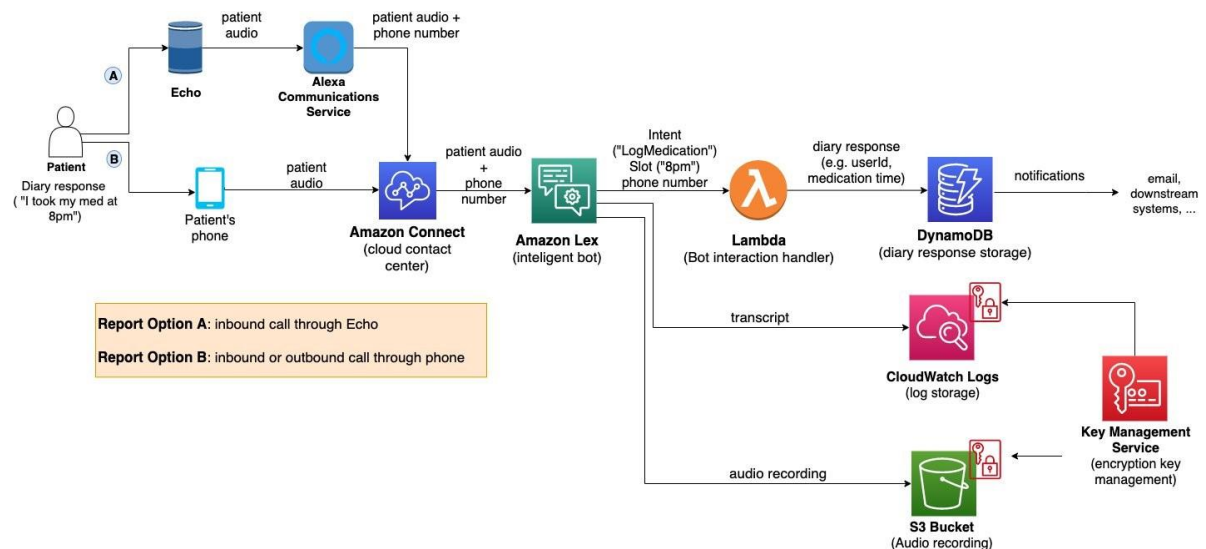 patient
audio
patient audio +
phone number
A
Echo
Alexa
Communications
Service
Patient
Diary response
( "I took my med at
8pm")
B
Patient's
phone
patient
audio
Amazon Connect
(cloud contact
center)
patient audio
+
phone
number
Amazon Lex
(inteligent bot)
Intent
("LogMedication")
Slot ("8pm")
phone number
Lambda
(Bot interaction handler)
diary response
(e.g. userId,
medication time)
DynamoDB
(diary response storage)
notifications
email,
downstream
systems, ...
Report Option A: inbound call through Echo
Report Option B: inbound or outbound call through phone
transcript
CloudWatch Logs
(log storage)
Key Management
Service
(encryption key
management)
audio recording
S3 Bucket
(Audio recording)